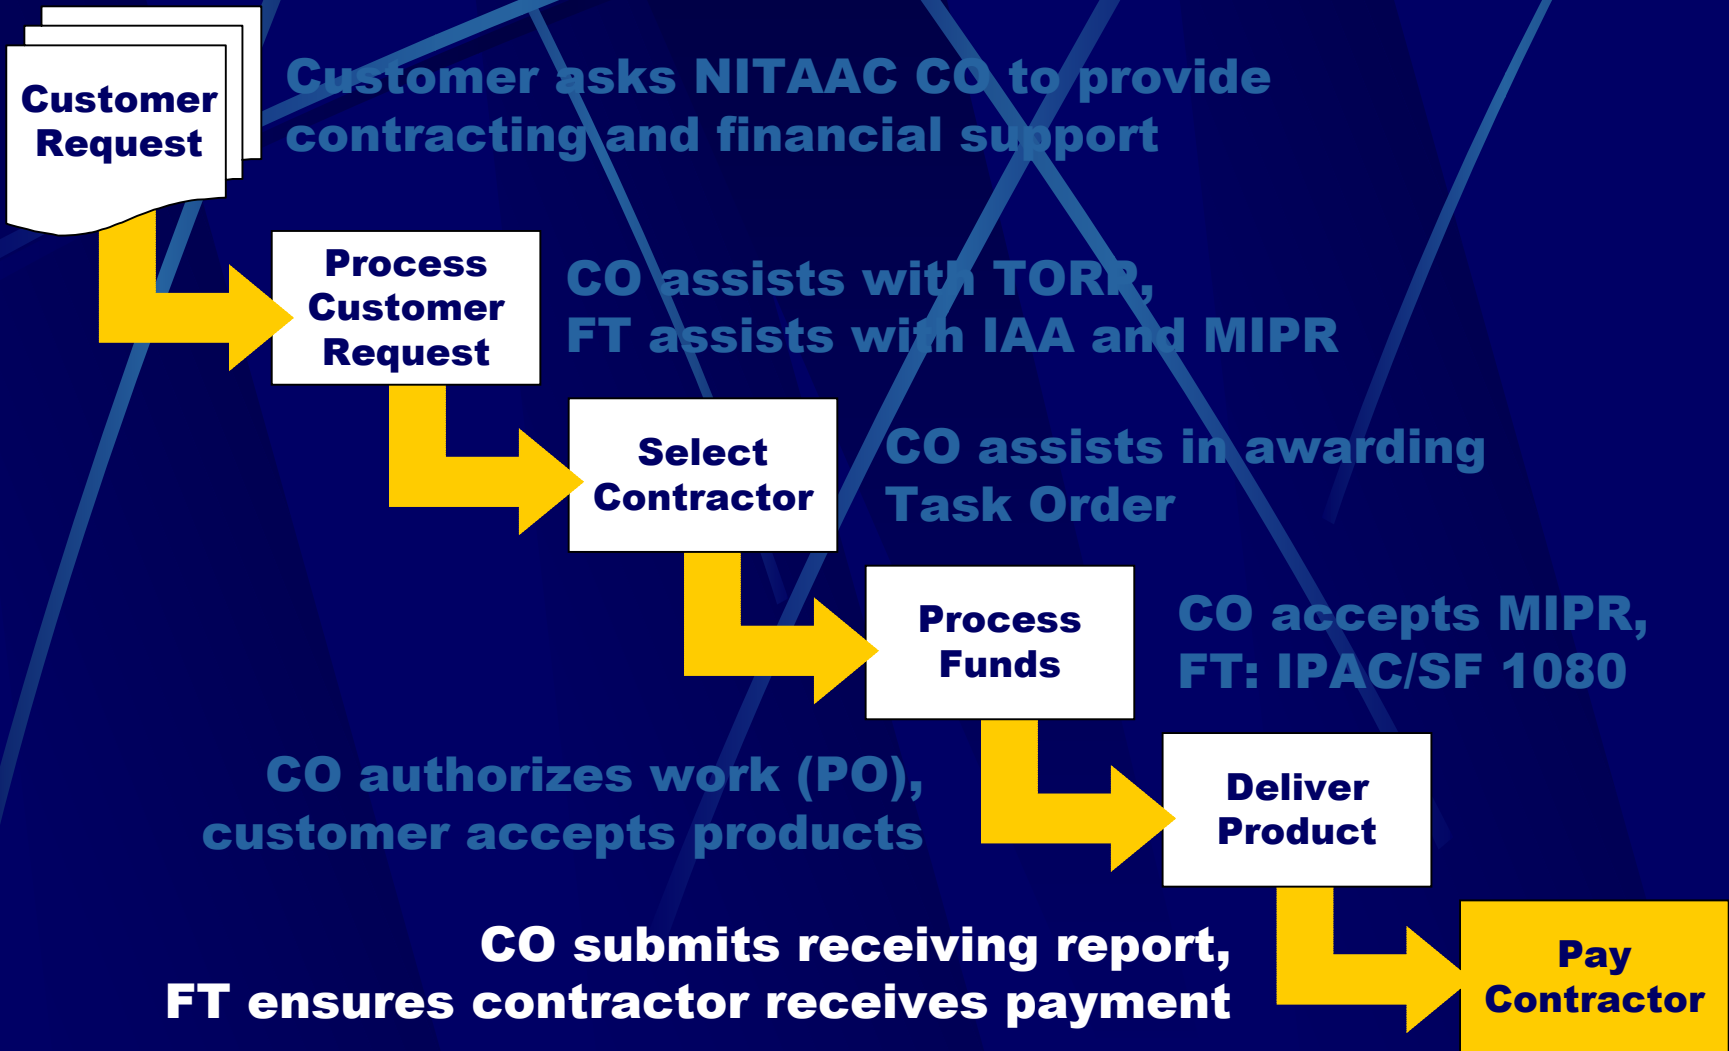 Customer
Request
Customer asks NITAAC CO to provide
contracting and financial support
Process
Customer
Request
CO assists with TORP,
FT assists with IAA and MIPR
Select
Contractor
CO assists in awarding
Task Order
Process
Funds
CO accepts MIPR,
FT: IPAC/SF 1080
CO authorizes work (PO),
customer accepts products
Deliver
Product
CO submits receiving report,
FT ensures contractor receives payment
Pay
Contractor